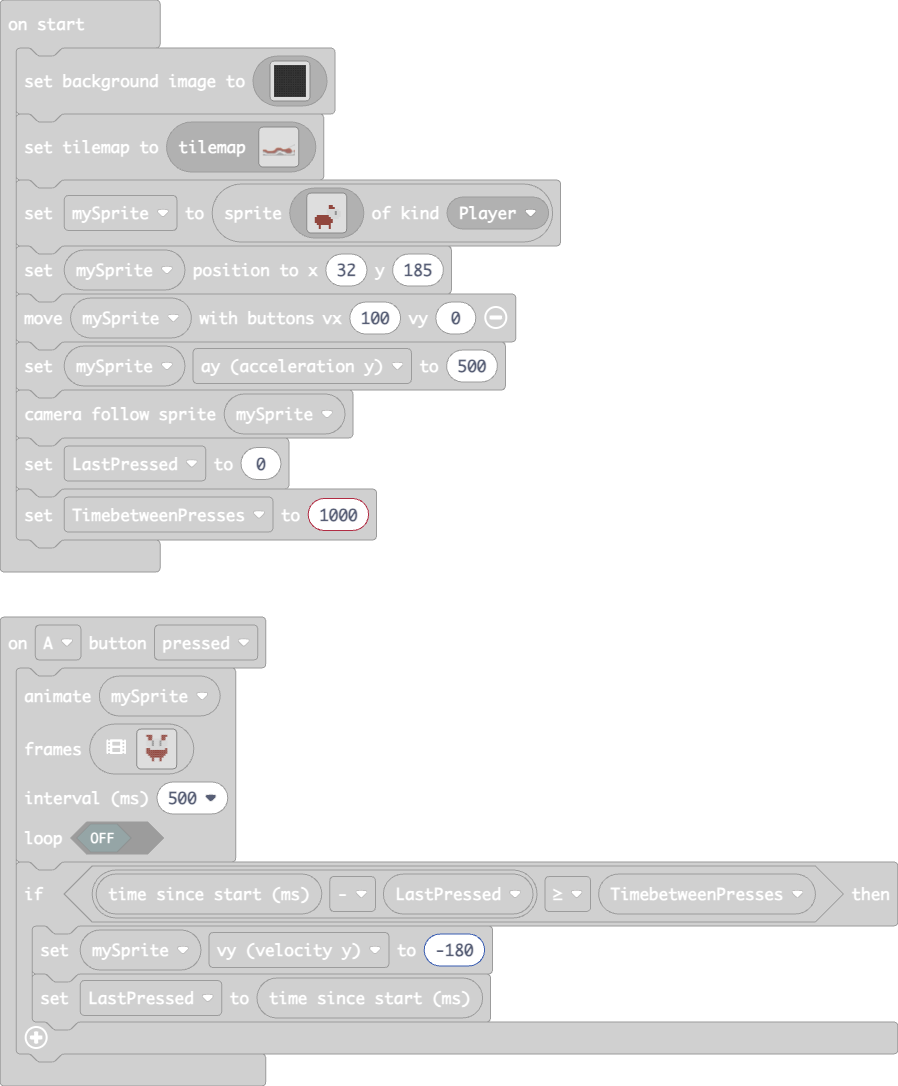 on start
set background image to
set tilemap to tilemap
set mySprite to sprite of kind Player
set mySprite position to x 32 y 185
move mySprite with buttons vx 100 vy 0
set mySprite ay (acceleration y) to 500
camera follow sprite mySprite
set LastPressed to 0
set TimebetweenPresses to 1000
on A button pressed
animate mySprite
frames
interval (ms) 500
loop OFF
if time since start (ms) - LastPressed ≥ TimebetweenPresses then
set mySprite vy (velocity y) to -180
set LastPressed to time since start (ms)